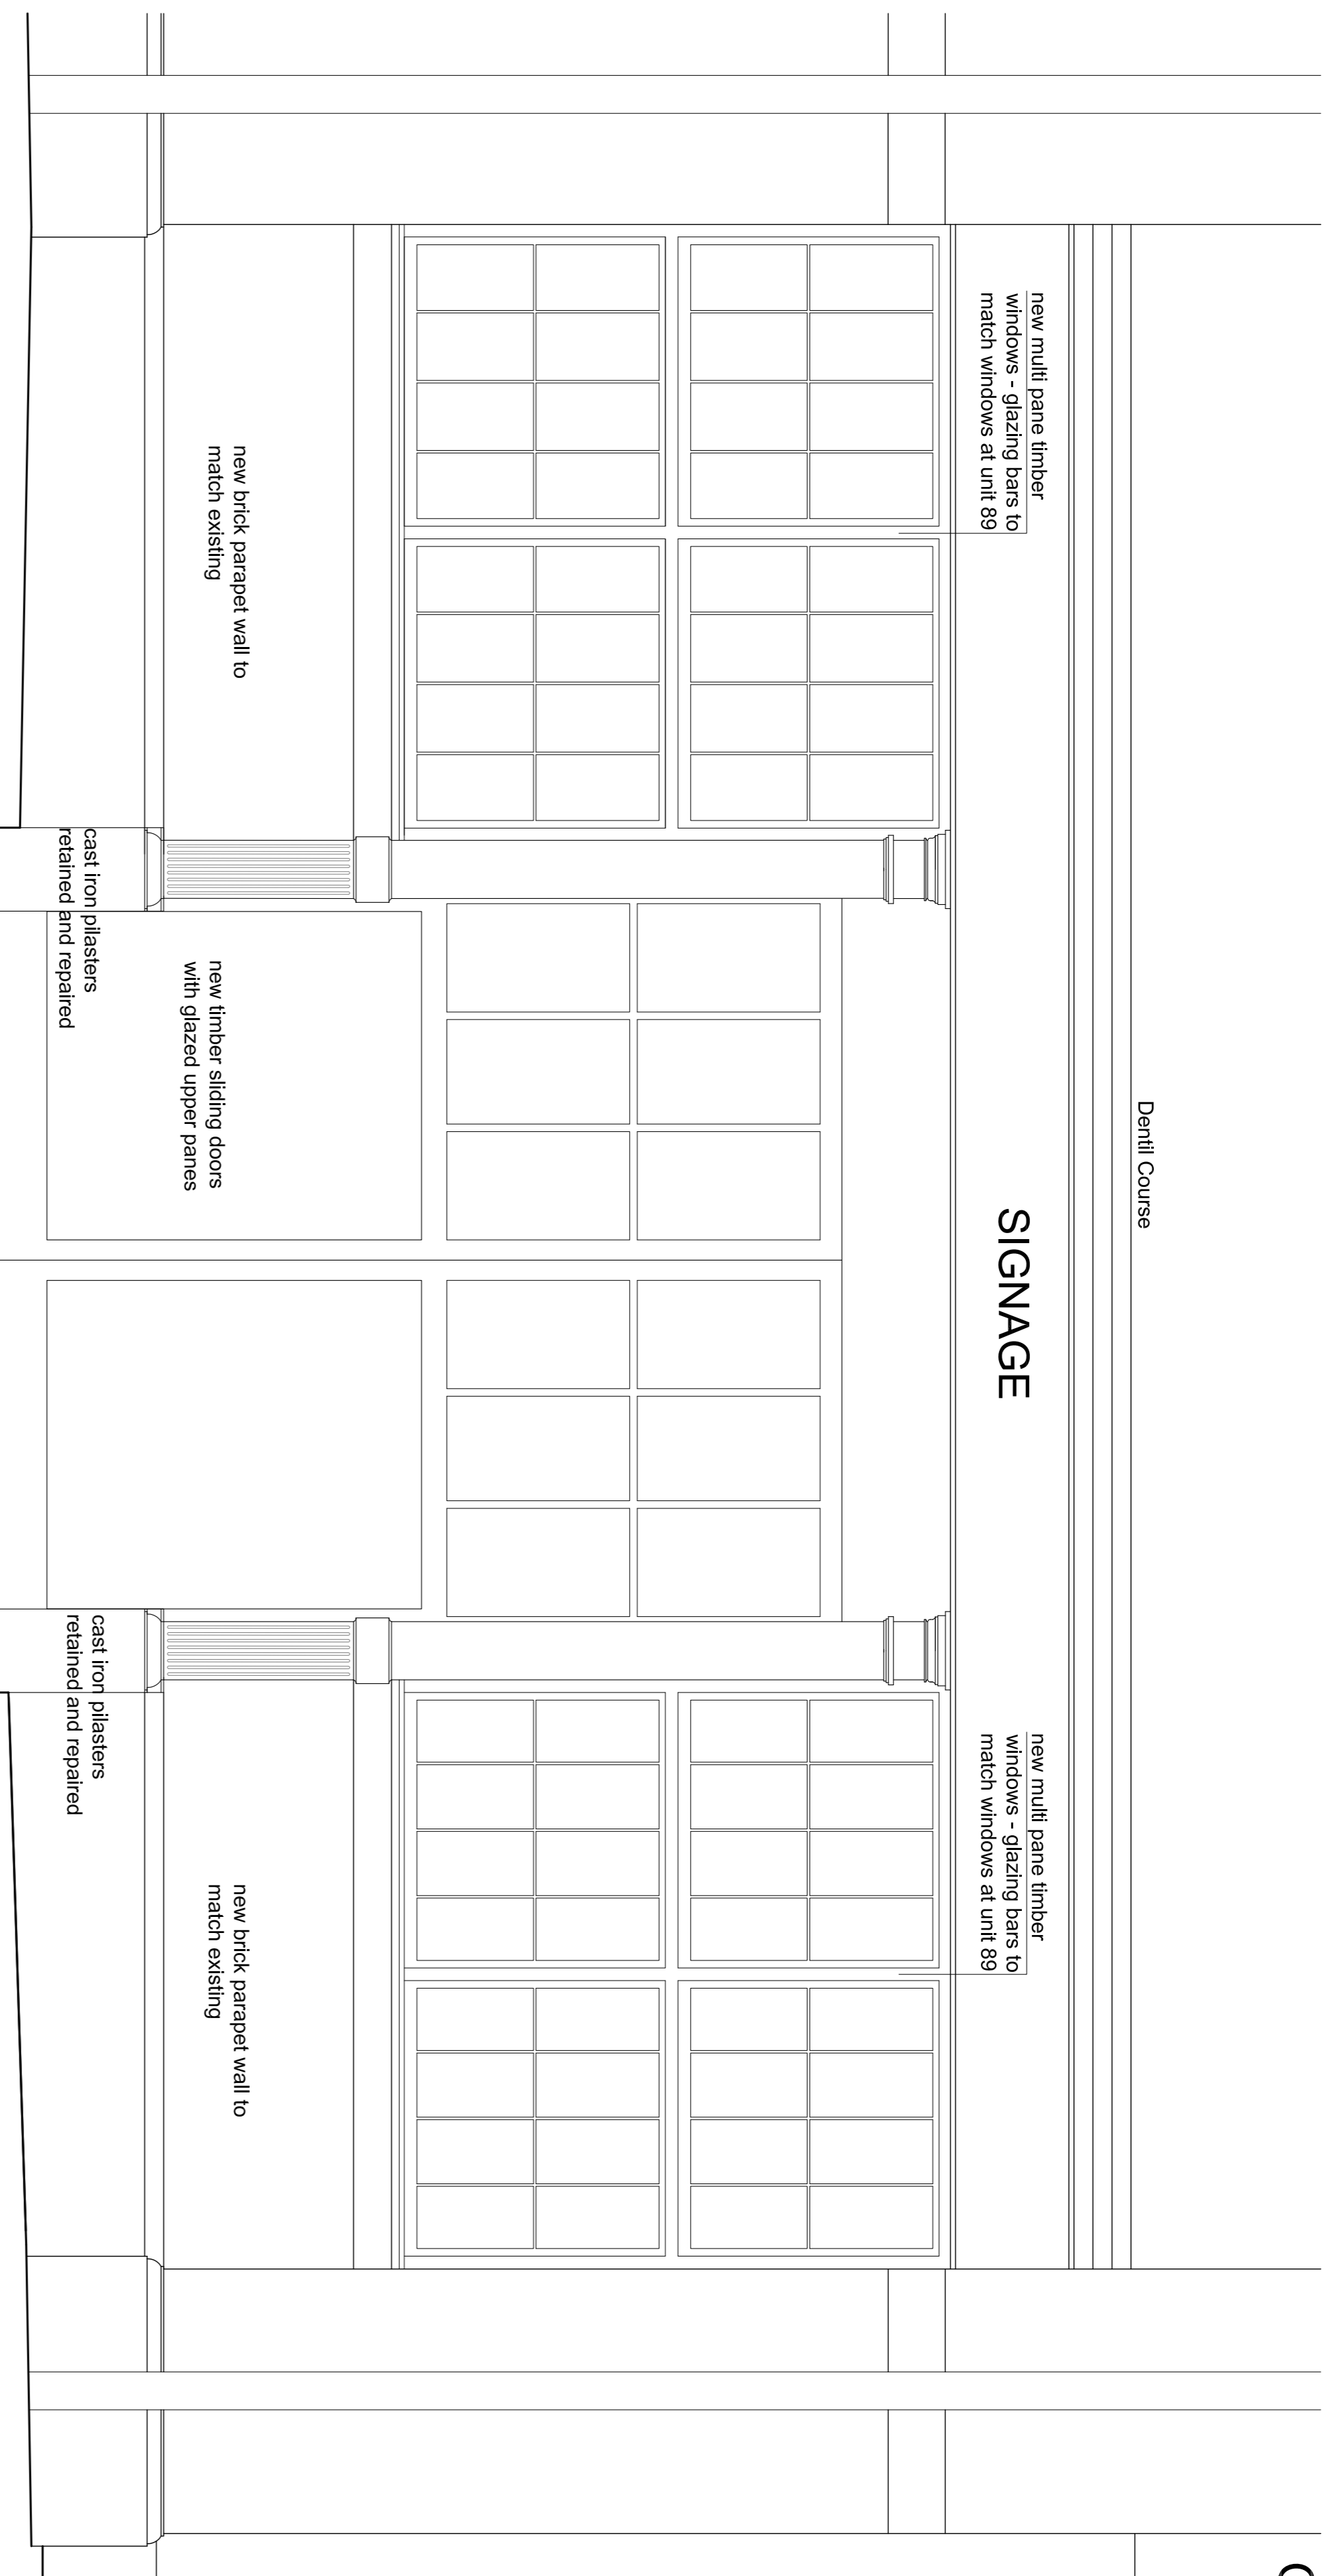 Dentil Course
SIGNAGE
new multi pane timber
windows - glazing bars to
match windows at unit 89
new multi pane timber
windows - glazing bars to
match windows at unit 89
new brick parapet wall to
match existing
new timber sliding doors
with glazed upper panes
new brick parapet wall to
match existing
cast iron pilasters
retained and repaired
cast iron pilasters
retained and repaired